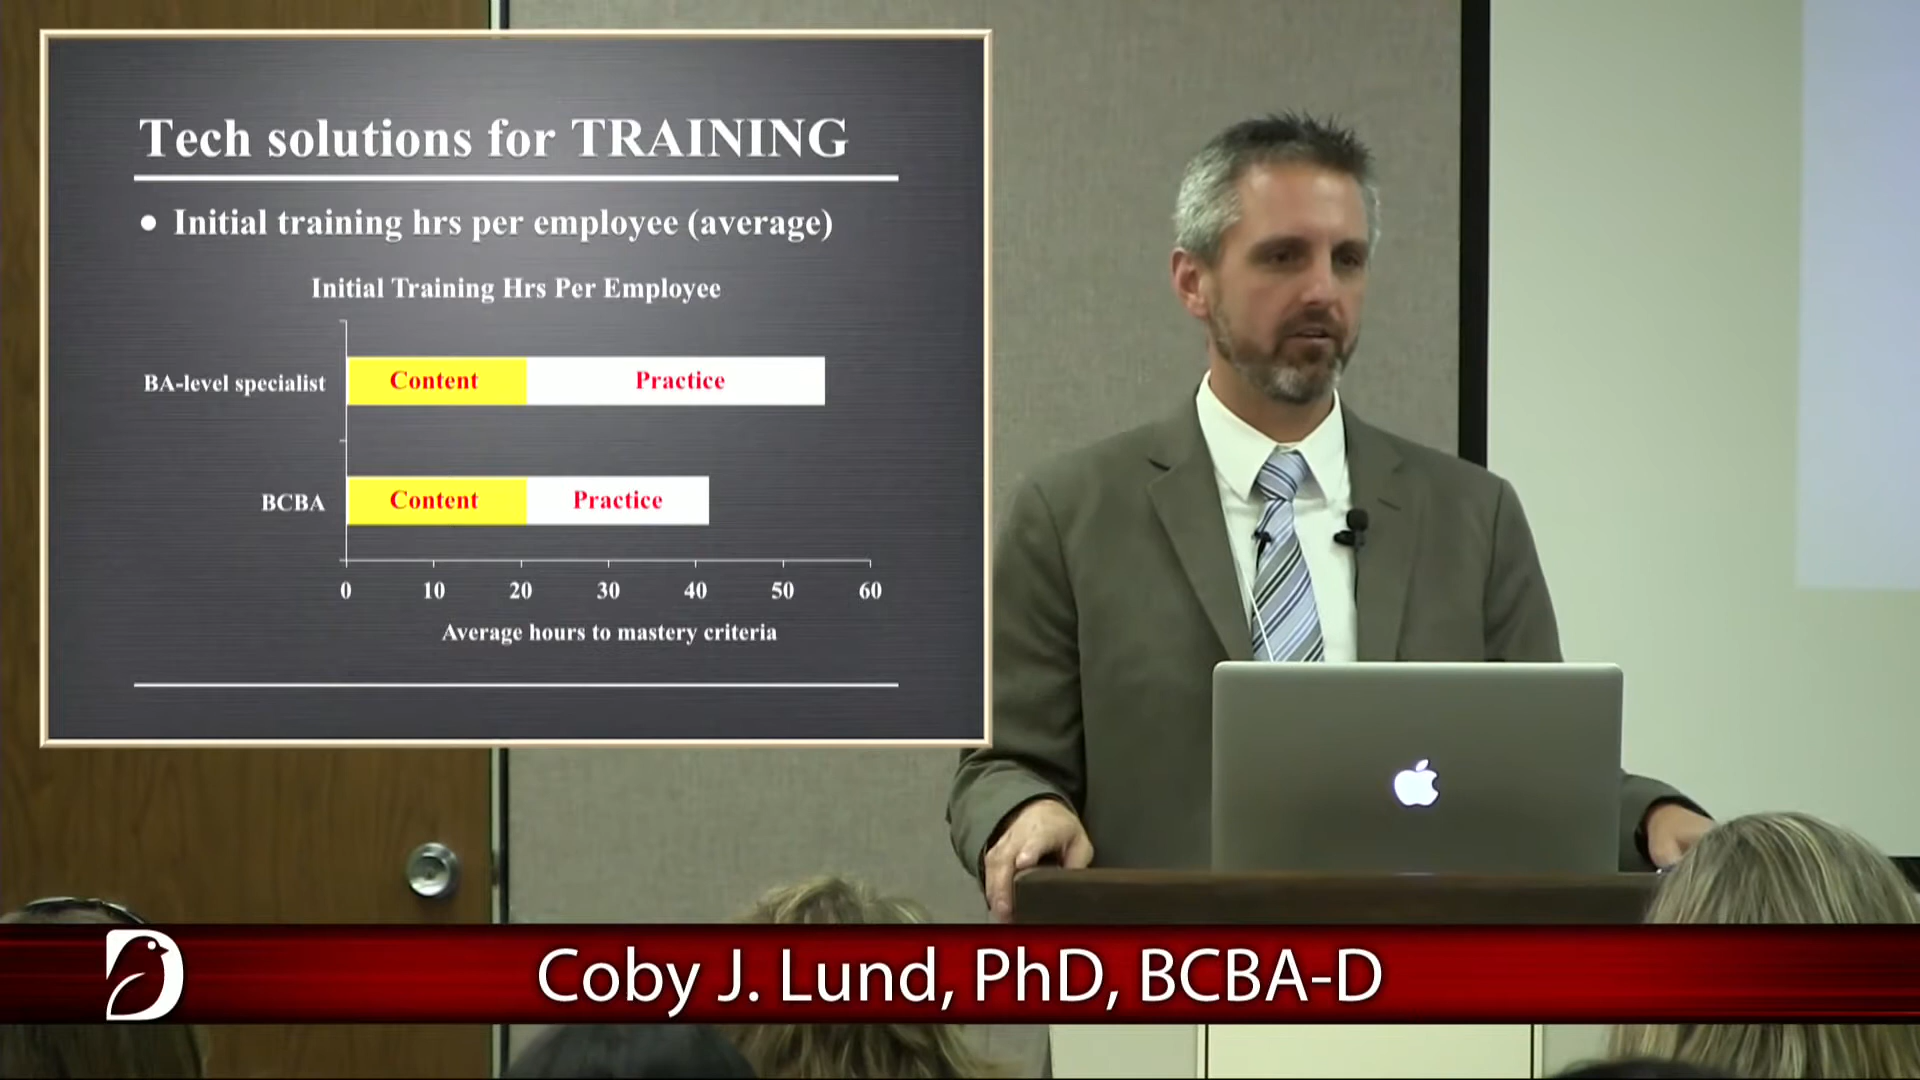 Tech solutions for TRAINING
• Initial training hrs per employee (average)
Initial Training Hrs Per Employee
BA-level specialist
Content
Practice
BCBA
Content
Practice
0 10 20 30 40 50 60
Average hours to mastery criteria
Coby J. Lund, PhD, BCBA-D